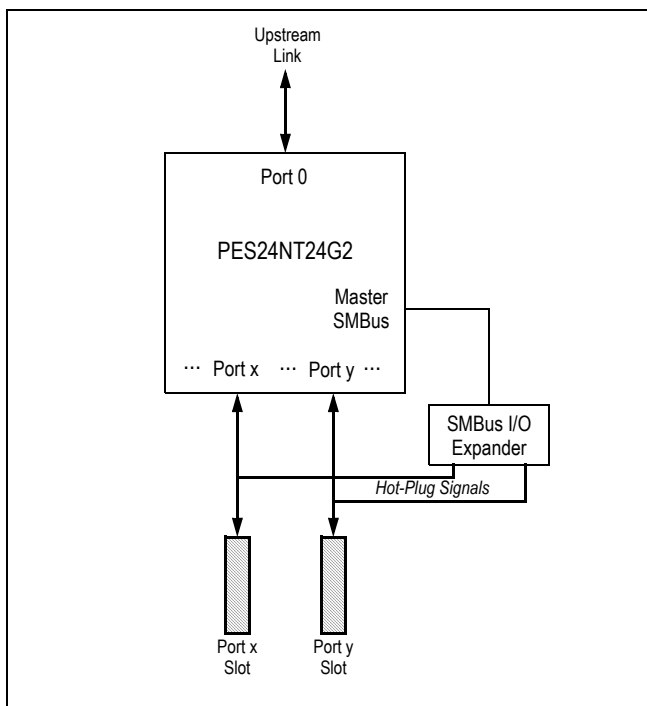 Upstream
Link
Port 0
PES24NT24G2
Master
SMBus
··· Port x ··· Port y ···
SMBus I/O
Expander
Hot-Plug Signals
Port x
Slot
Port y
Slot